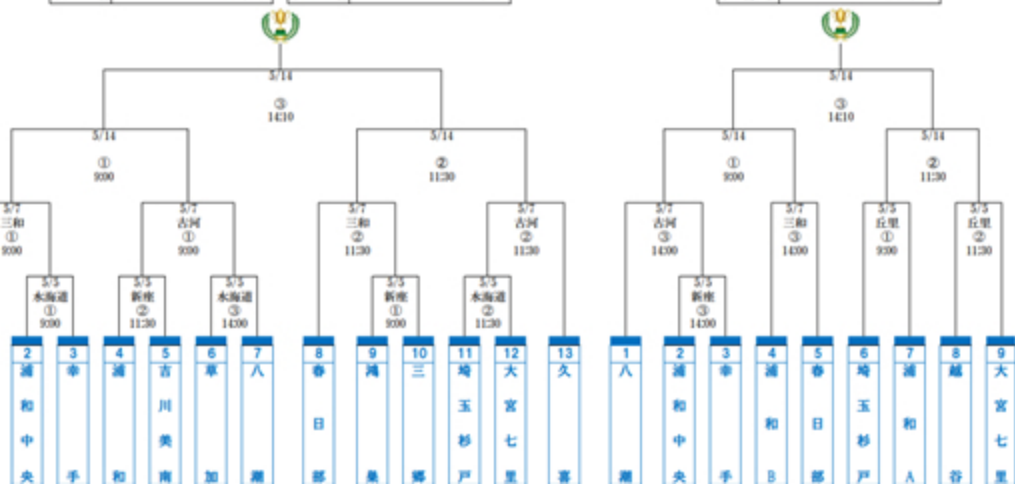 5/14
5/14
③
14:10
③
14:10
5/14
5/14
5/14
5/14
①
9:00
②
11:30
①
9:00
②
11:30
5/7
三和
①
9:00
5/7
古河
①
9:00
5/7
三和
②
11:30
5/7
古河
②
11:30
5/7
古河
③
14:00
5/7
三和
③
14:00
5/5
丘里
①
9:00
5/5
丘里
②
11:30
5/5
水海道
①
9:00
5/5
新座
②
11:30
5/5
水海道
③
14:00
5/5
新座
①
9:00
5/5
水海道
②
11:30
5/5
新座
③
14:00
2
浦和中央
3
幸手
4
浦和
5
吉川美南
6
草加
7
八潮
8
春日部
9
鴻巣
10
三郷
11
埼玉杉戸
12
大宮七里
13
久喜
1
八潮
2
浦和中央
3
幸手
4
浦和B
5
春日部
6
埼玉杉戸
7
浦和A
8
越谷
9
大宮七里